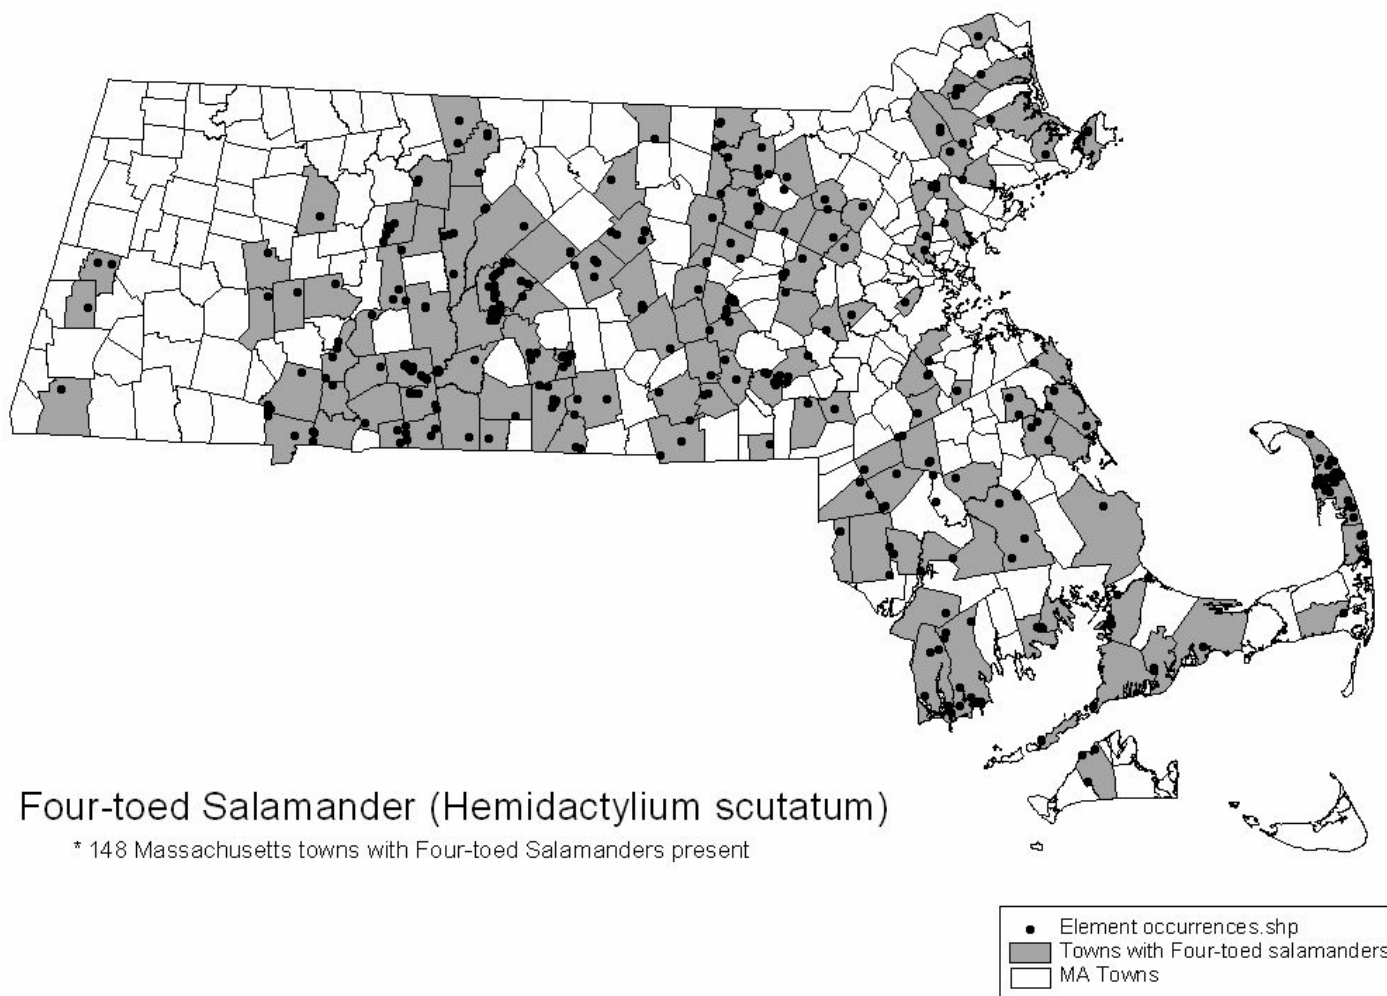 Four-toed Salamander (Hemidactylium scutatum)
* 148 Massachusetts towns with Four-toed Salamanders present
Element occurrences.shp
Towns with Four-toed salamanders
MA Towns